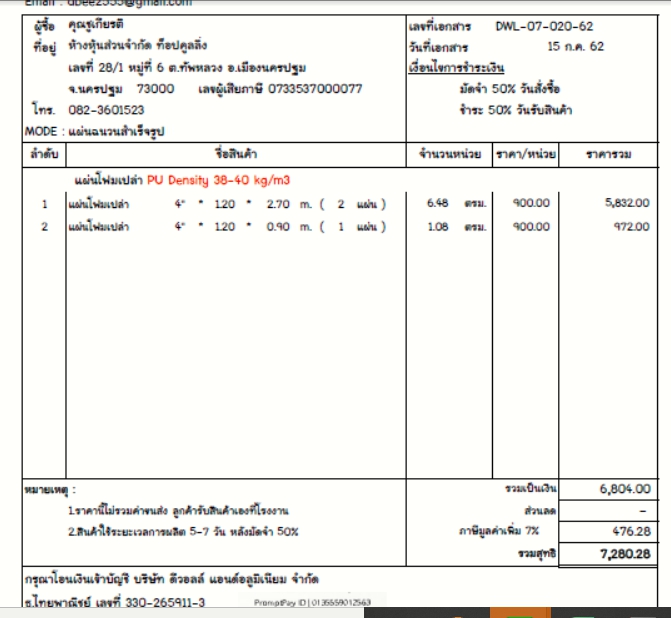 Email : dbee2555@gmail.com
ผู้ซื้อ คุณชูเกียรติ เลขที่เอกสาร DWL-07-020-62
ที่อยู่ ห้างหุ้นส่วนจำกัด ท็อปคูลลิ่ง วันที่เอกสาร 15 ก.ค. 62
เลขที่ 28/1 หมู่ที่ 6 ต.ทัพหลวง อ.เมืองนครปฐม เงื่อนไขการชำระเงิน
จ.นครปฐม 73000 เลขผู้เสียภาษี 0733537000077 มัดจำ 50% วันสั่งซื้อ
โทร. 082-3601523 ชำระ 50% วันรับสินค้า
MODE : แผ่นฉนวนสำเร็จรูป
ลำดับ ชื่อสินค้า จำนวนหน่วย ราคา/หน่วย ราคารวม
แผ่นโฟมเปล่า PU Density 38-40 kg/m3
1 แผ่นโฟมเปล่า 4" * 1.20 * 2.70 m. ( 2 แผ่น ) 6.48 ตรม. 900.00 5,832.00
2 แผ่นโฟมเปล่า 4" * 1.20 * 0.90 m. ( 1 แผ่น ) 1.08 ตรม. 900.00 972.00
หมายเหตุ : รวมเป็นเงิน 6,804.00
1.ราคานี้ไม่รวมค่าขนส่ง ลูกค้ารับสินค้าเองที่โรงงาน ส่วนลด -
2.สินค้าใช้ระยะเวลาการผลิต 5-7 วัน หลังมัดจำ 50% ภาษีมูลค่าเพิ่ม 7% 476.28
รวมสุทธิ 7,280.28
กรุณาโอนเงินเข้าบัญชี บริษัท ดีวอลล์ แอนด์อลูมิเนียม จำกัด
ธ.ไทยพาณิชย์ เลขที่ 330-265911-3 PromptPay ID | 0135559012563